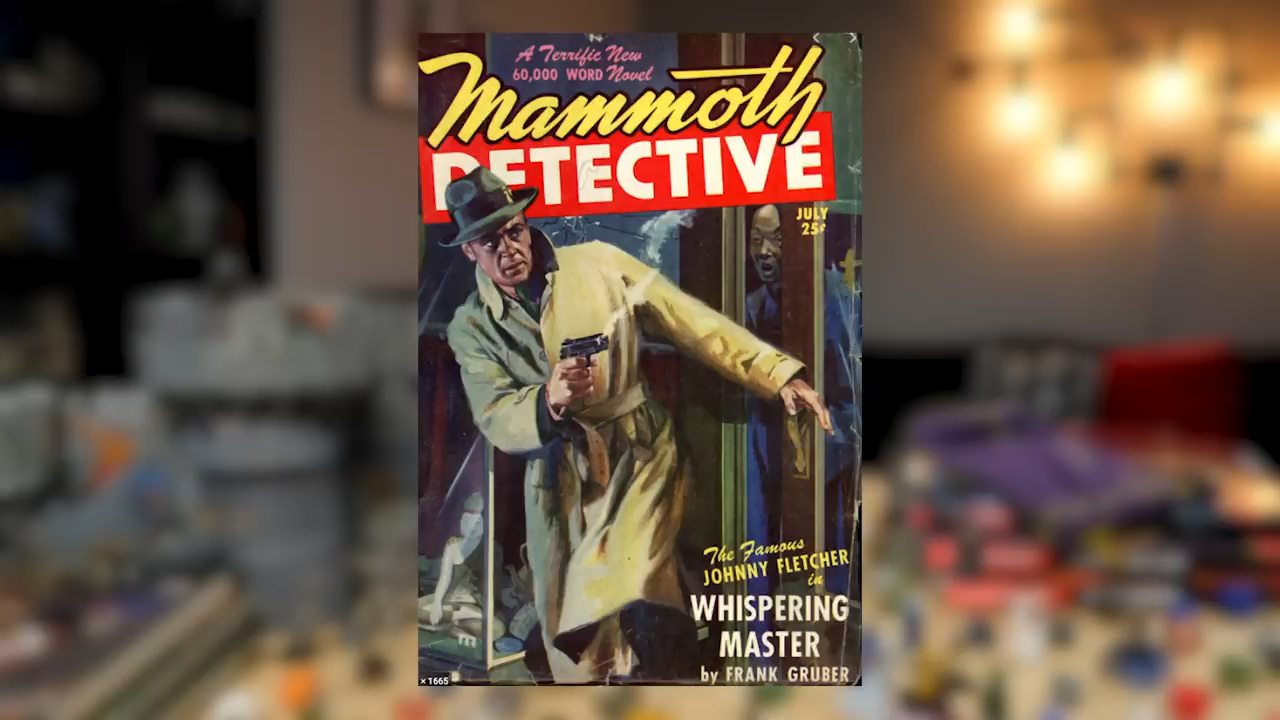 A Terrific New
60,000 WORD Novel
Mammoth
DETECTIVE
JULY
25¢
The Famous
JOHNNY FLETCHER
in
WHISPERING
MASTER
by FRANK GRUBER
× 1665